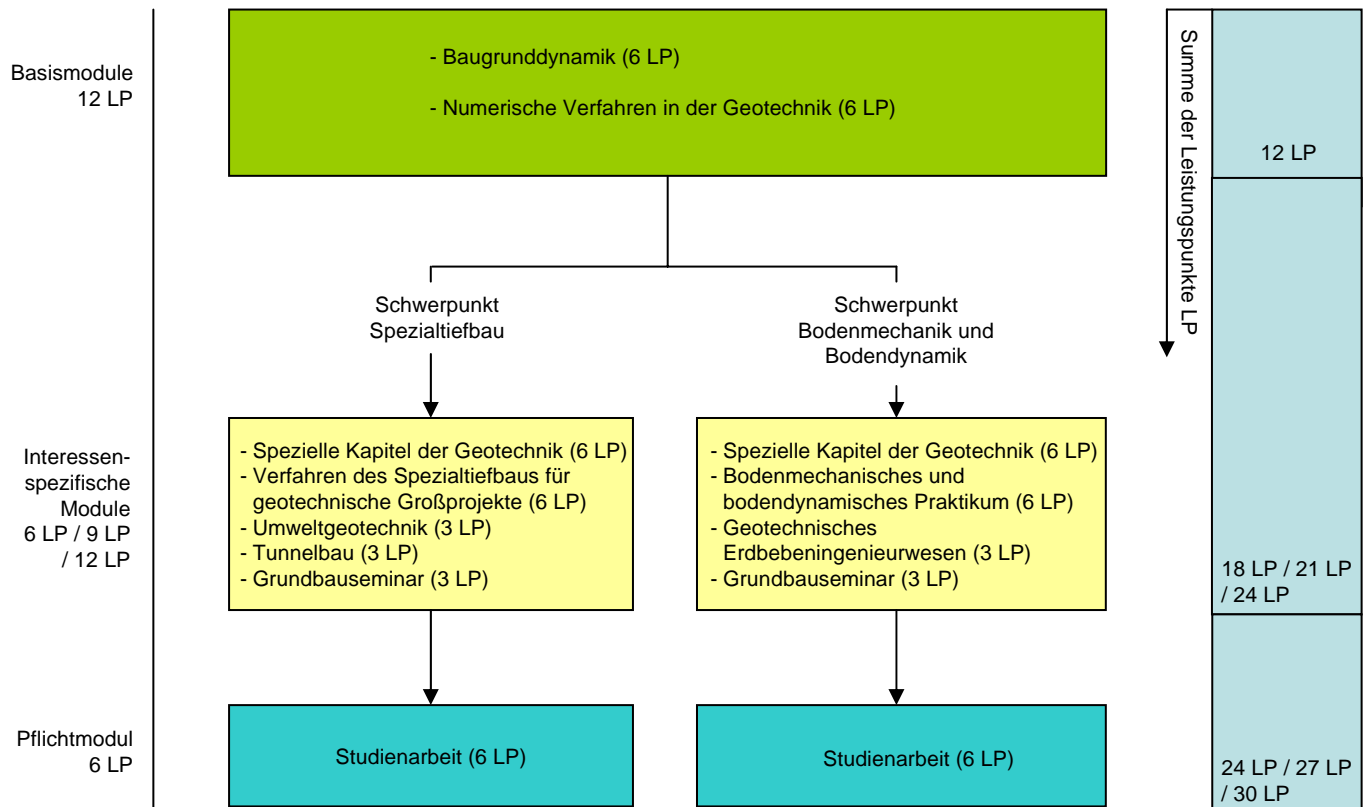 Basismodule
12 LP
- Baugrunddynamik (6 LP)
- Numerische Verfahren in der Geotechnik (6 LP)
Summe der Leistungspunkte LP
12 LP
Schwerpunkt
Spezialtiefbau
Schwerpunkt
Bodenmechanik und
Bodendynamik
Interessen-
spezifische
Module
6 LP / 9 LP
/ 12 LP
- Spezielle Kapitel der Geotechnik (6 LP)
- Verfahren des Spezialtiefbaus für
geotechnische Großprojekte (6 LP)
- Umweltgeotechnik (3 LP)
- Tunnelbau (3 LP)
- Grundbauseminar (3 LP)
- Spezielle Kapitel der Geotechnik (6 LP)
- Bodenmechanisches und
bodendynamisches Praktikum (6 LP)
- Geotechnisches
Erdbebeningenieurwesen (3 LP)
- Grundbauseminar (3 LP)
18 LP / 21 LP
/ 24 LP
Pflichtmodul
6 LP
Studienarbeit (6 LP)
Studienarbeit (6 LP)
24 LP / 27 LP /
30 LP